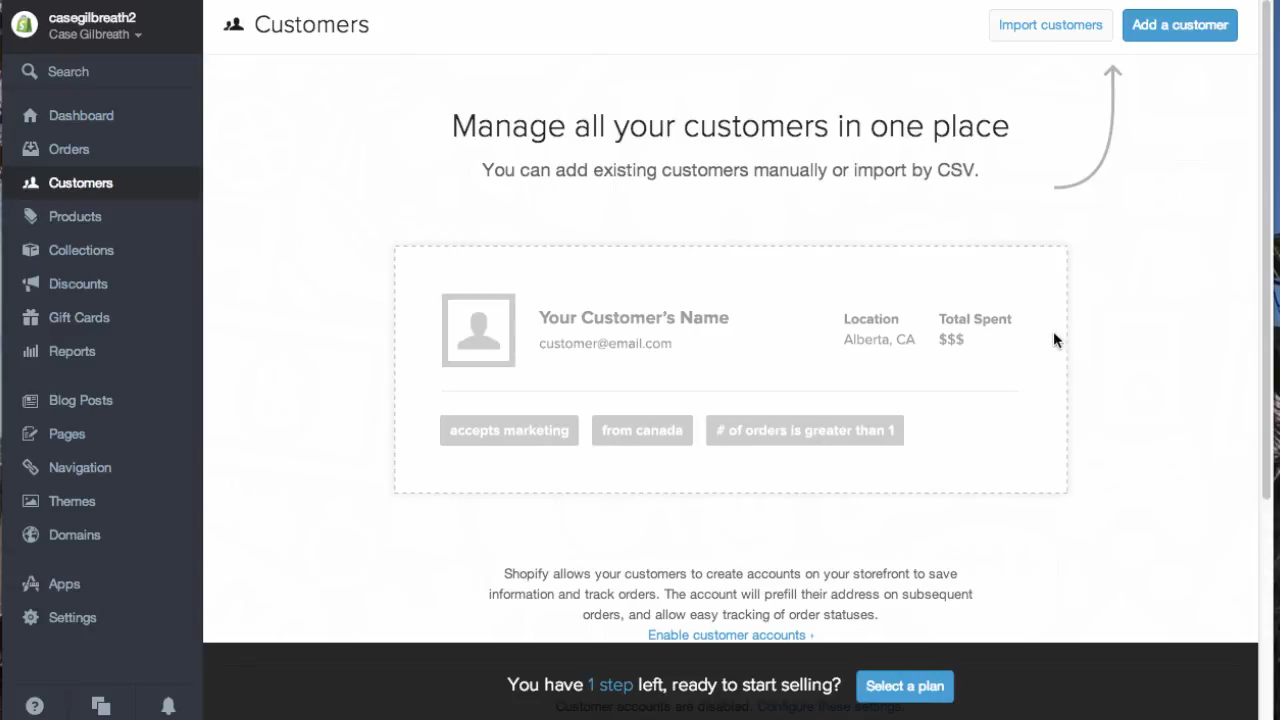 casegilbreath2
Case Gilbreath
Search
Dashboard
Orders
Customers
Products
Collections
Discounts
Gift Cards
Reports
Blog Posts
Pages
Navigation
Themes
Domains
Apps
Settings
Customers
Import customers
Add a customer
Manage all your customers in one place
You can add existing customers manually or import by CSV.
Your Customer's Name
customer@email.com
Location
Alberta, CA
Total Spent
$$$
accepts marketing
from canada
# of orders is greater than 1
Shopify allows your customers to create accounts on your storefront to save
information and track orders. The account will prefill their address on subsequent
orders, and allow easy tracking of order statuses.
Enable customer accounts ›
You have 1 step left, ready to start selling?
Select a plan
Customer accounts are disabled. Configure these settings.